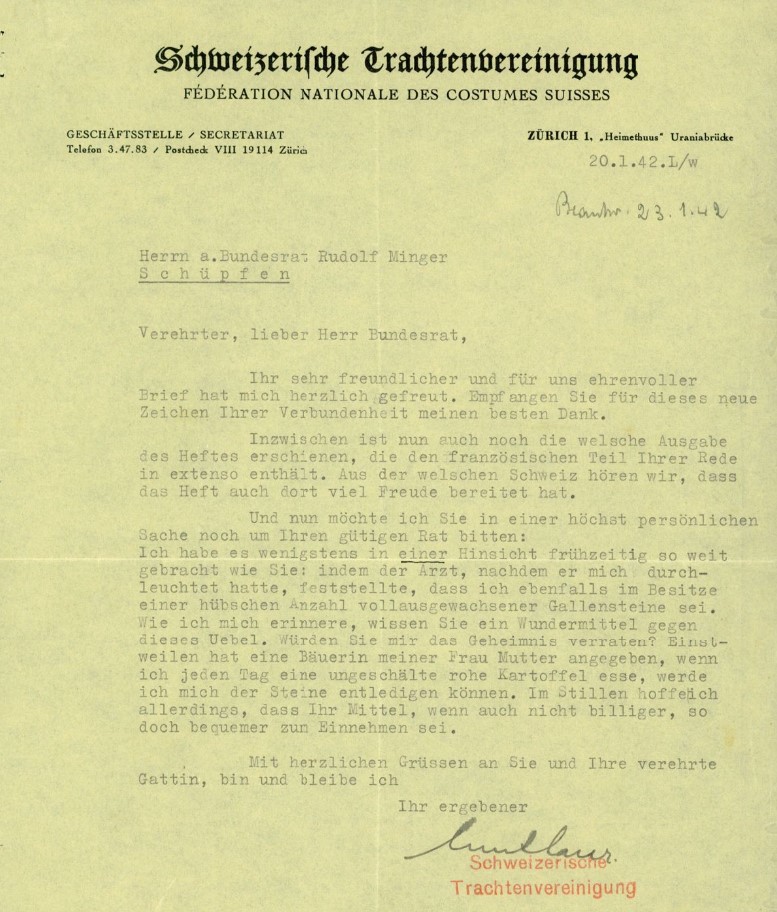 Schweizerische Trachtenvereinigung
FÉDÉRATION NATIONALE DES COSTUMES SUISSES
GESCHÄFTSSTELLE / SECRETARIAT
Telefon 3.47.83 / Postcheck VIII 19114 Zürich
ZÜRICH 1, „Heimethuus" Uraniabrücke
20.1.42.L/w
Beantw. 23.1.42
Herrn a.Bundesrat Rudolf Minger
S c h ü p f e n
Verehrter, lieber Herr Bundesrat,
Ihr sehr freundlicher und für uns ehrenvoller
Brief hat mich herzlich gefreut. Empfangen Sie für dieses neue
Zeichen Ihrer Verbundenheit meinen besten Dank.
Inzwischen ist nun auch noch die welsche Ausgabe
des Heftes erschienen, die den französischen Teil Ihrer Rede
in extenso enthält. Aus der welschen Schweiz hören wir, dass
das Heft auch dort viel Freude bereitet hat.
Und nun möchte ich Sie in einer höchst persönlichen
Sache noch um Ihren gütigen Rat bitten:
Ich habe es wenigstens in einer Hinsicht frühzeitig so weit
gebracht wie Sie: indem der Arzt, nachdem er mich durch-
leuchtet hatte, feststellte, dass ich ebenfalls im Besitze
einer hübschen Anzahl vollausgewachsener Gallensteine sei.
Wie ich mich erinnere, wissen Sie ein Wundermittel gegen
dieses Uebel. Würden Sie mir das Geheimnis verraten? Einst-
weilen hat eine Bäuerin meiner Frau Mutter angegeben, wenn
ich jeden Tag eine ungeschälte rohe Kartoffel esse, werde
ich mich der Steine entledigen können. Im Stillen hoffeich
allerdings, dass Ihr Mittel, wenn auch nicht billiger, so
doch bequemer zum Einnehmen sei.
Mit herzlichen Grüssen an Sie und Ihre verehrte
Gattin, bin und bleibe ich
Ihr ergebener
Schweizerische
Trachtenvereinigung